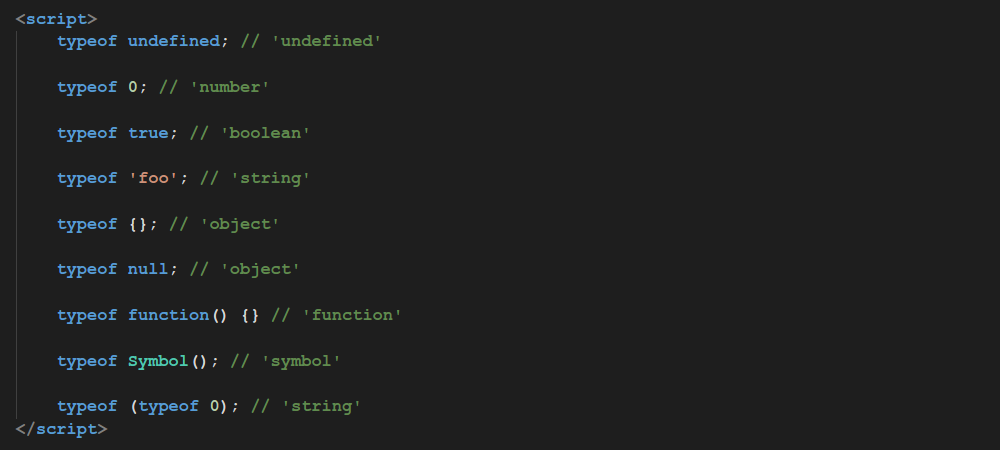 <script>
typeof undefined; // 'undefined'
typeof 0; // 'number'
typeof true; // 'boolean'
typeof 'foo'; // 'string'
typeof {}; // 'object'
typeof null; // 'object'
typeof function() {} // 'function'
typeof Symbol(); // 'symbol'
typeof (typeof 0); // 'string'
</script>